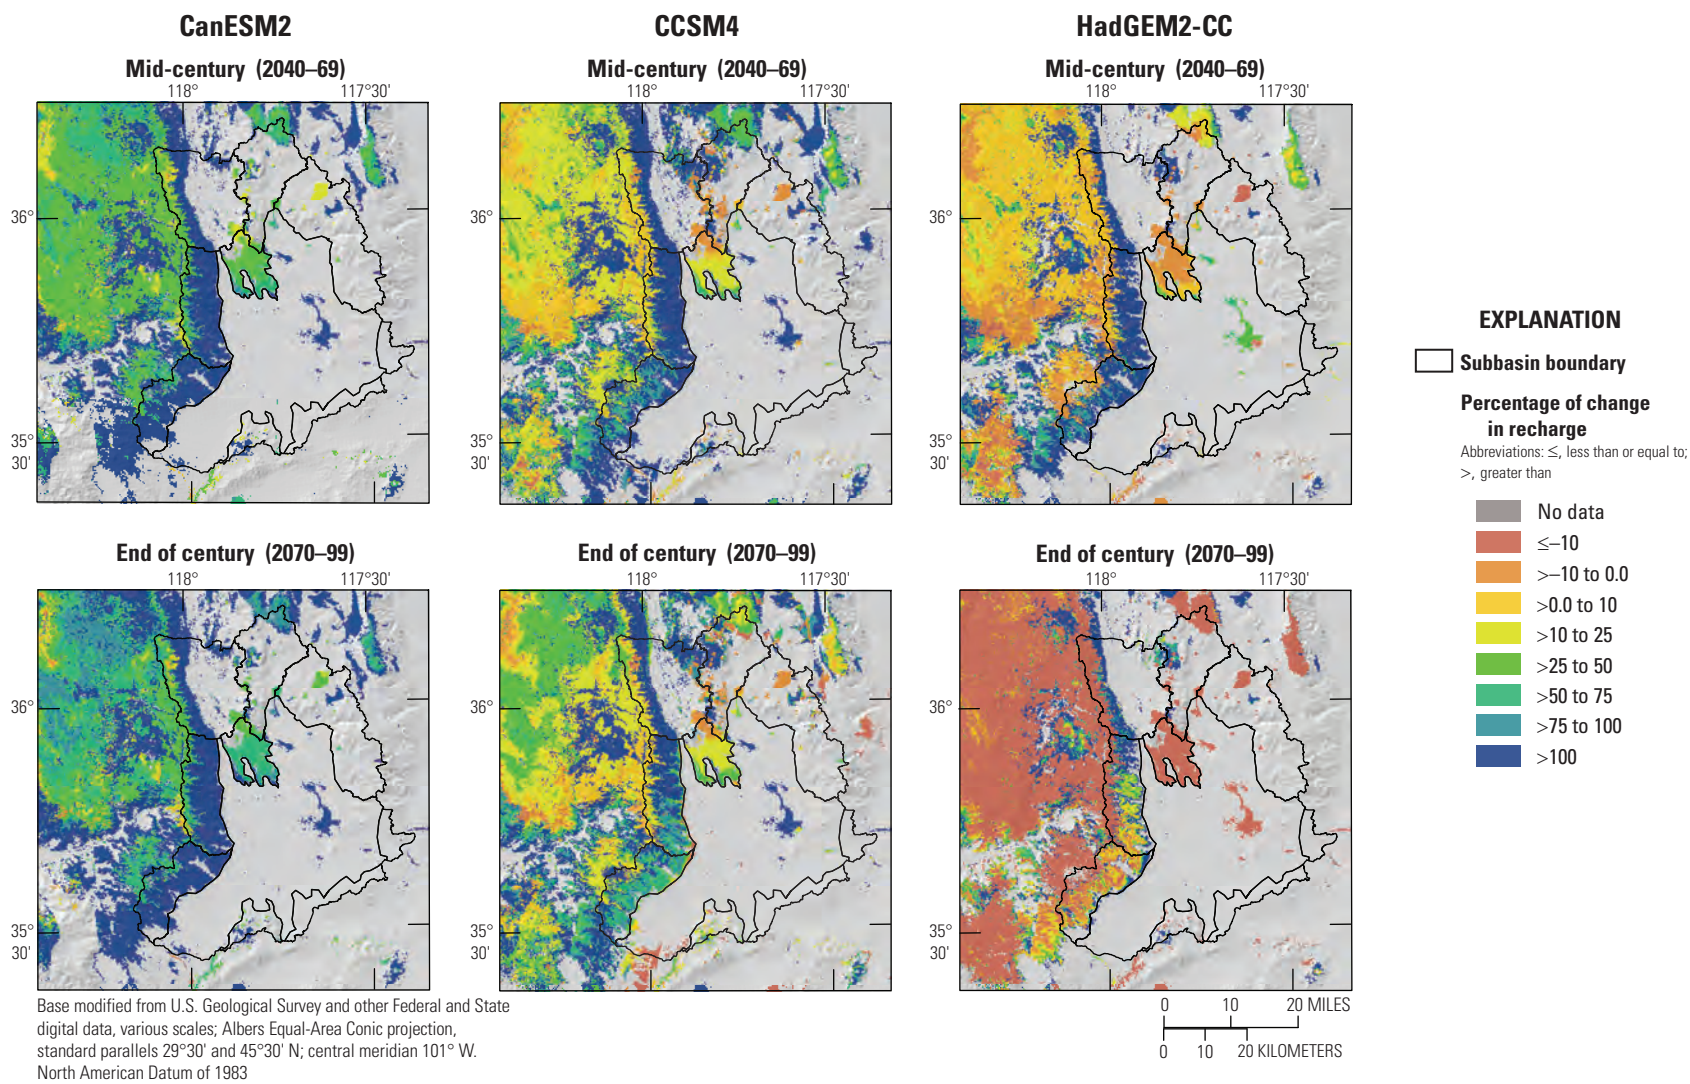 CanESM2
CCSM4
HadGEM2-CC
Mid-century (2040–69)
Mid-century (2040–69)
Mid-century (2040–69)
118°
117°30'
118°
117°30'
118°
117°30'
36°
36°
36°
35°
30'
35°
30'
35°
30'
End of century (2070–99)
End of century (2070–99)
End of century (2070–99)
118°
117°30'
118°
117°30'
118°
117°30'
36°
36°
36°
35°
30'
35°
30'
35°
30'
EXPLANATION
Subbasin boundary
Percentage of change
in recharge
Abbreviations: ≤, less than or equal to;
>, greater than
No data
≤–10
>–10 to 0.0
>0.0 to 10
>10 to 25
>25 to 50
>50 to 75
>75 to 100
>100
Base modified from U.S. Geological Survey and other Federal and State
digital data, various scales; Albers Equal-Area Conic projection,
standard parallels 29°30' and 45°30' N; central meridian 101° W.
North American Datum of 1983
0 10 20 MILES
0 10 20 KILOMETERS